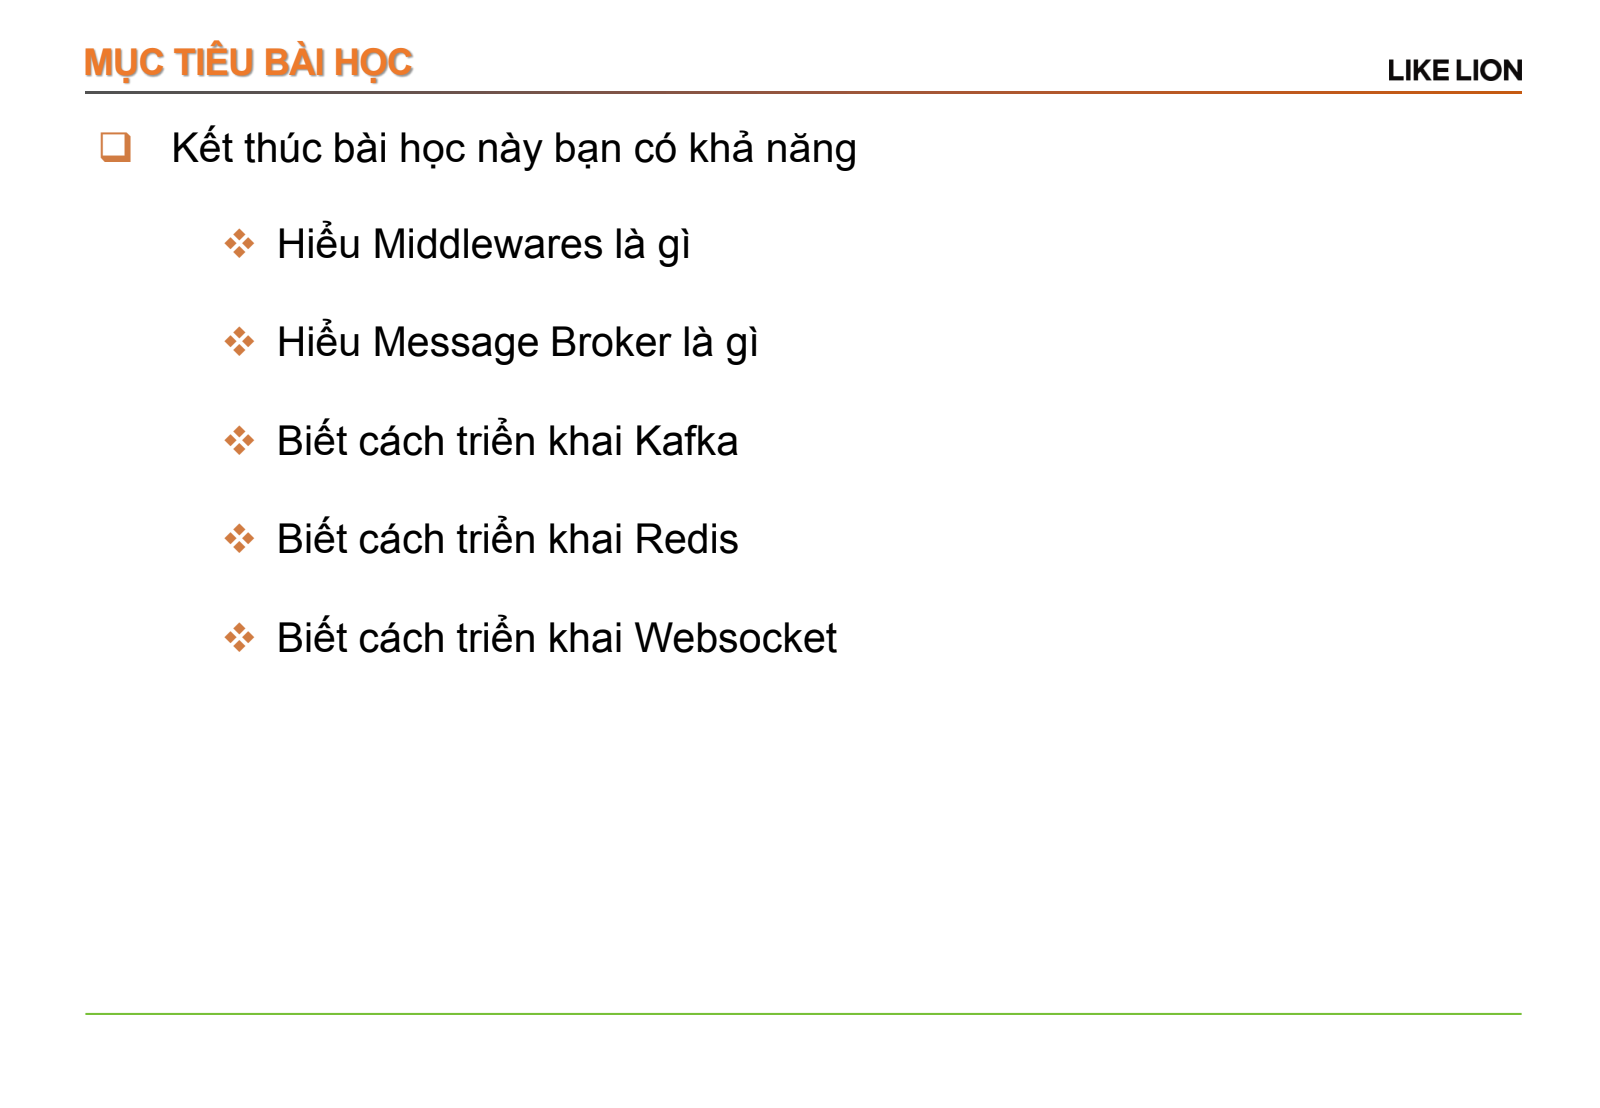 MỤC TIÊU BÀI HỌC
LIKE LION
Kết thúc bài học này bạn có khả năng
Hiểu Middlewares là gì
Hiểu Message Broker là gì
Biết cách triển khai Kafka
Biết cách triển khai Redis
Biết cách triển khai Websocket